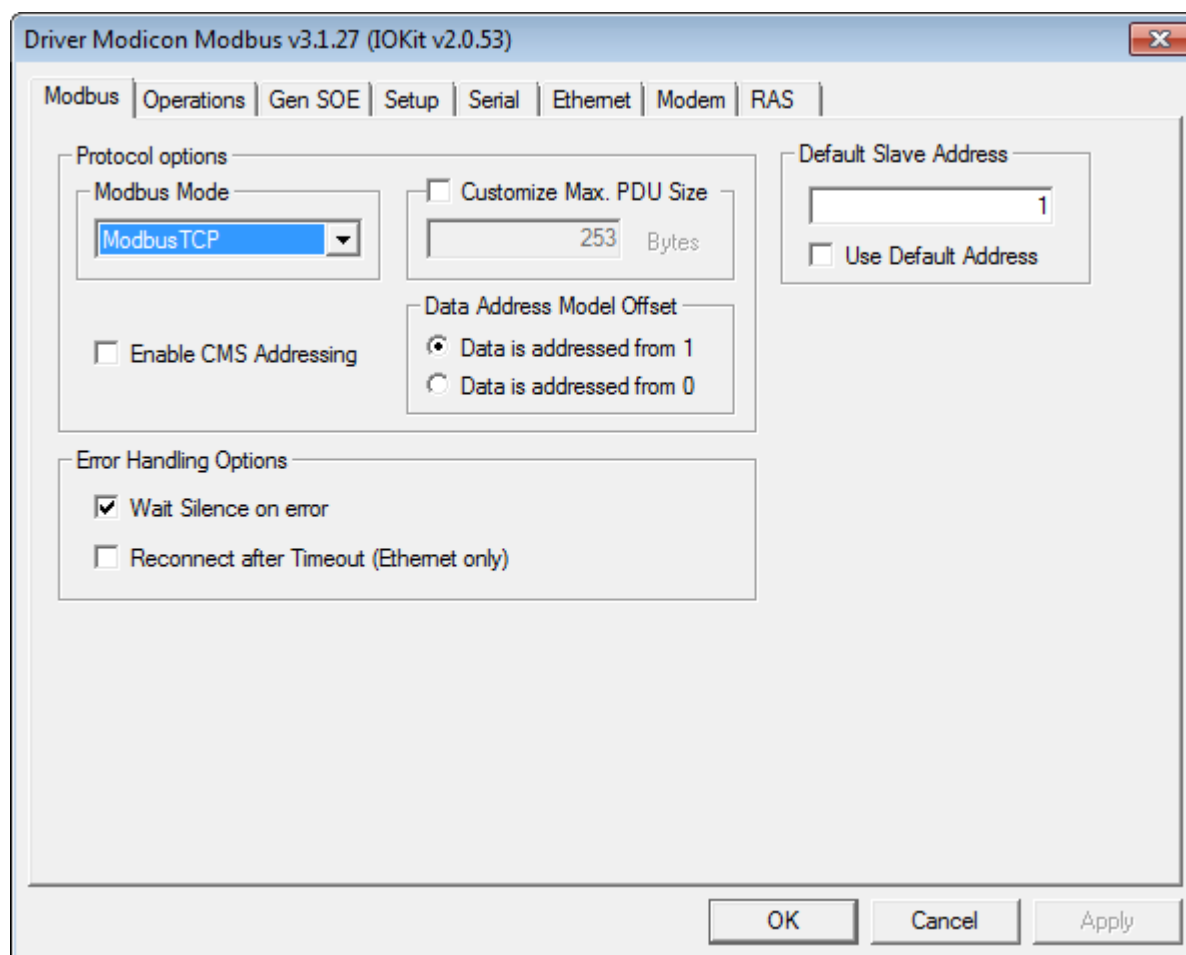 Driver Modicon Modbus v3.1.27 (IOKit v2.0.53)
Modbus Operations Gen SOE Setup Serial Ethernet Modem RAS
Protocol options
Modbus Mode
ModbusTCP
Customize Max. PDU Size
253 Bytes
Default Slave Address
1
Use Default Address
Enable CMS Addressing
Data Address Model Offset
Data is addressed from 1
Data is addressed from 0
Error Handling Options
Wait Silence on error
Reconnect after Timeout (Ethernet only)
OK Cancel Apply